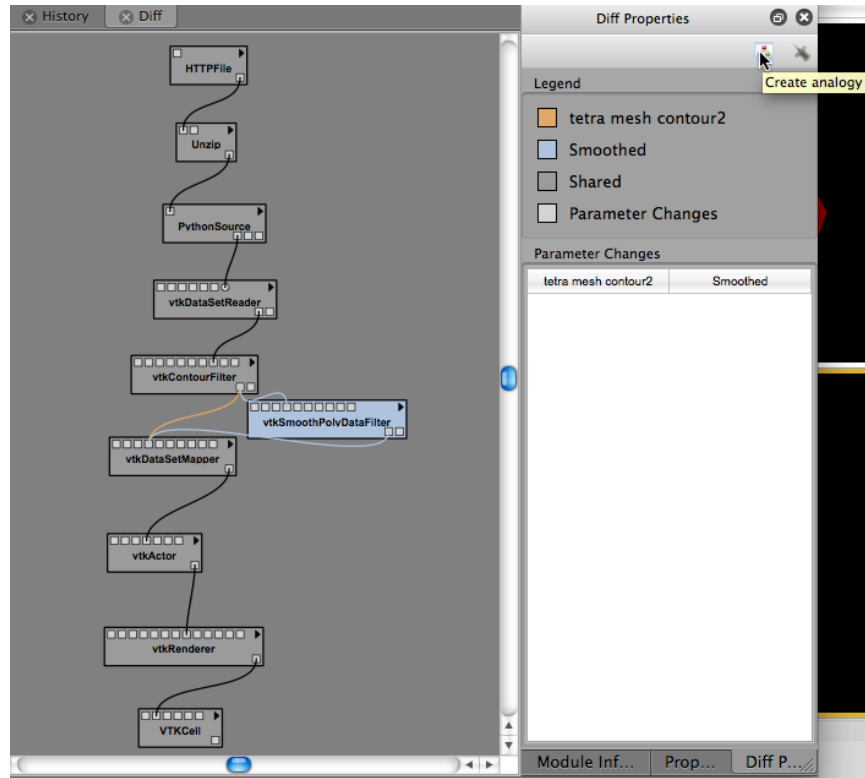 History
Diff
HTTPFile
Unzip
PythonSource
vtkDataSetReader
vtkContourFilter
vtkSmoothPolyDataFilter
vtkDataSetMapper
vtkActor
vtkRenderer
VTKCell
Diff Properties
Create analogy
Legend
tetra mesh contour2
Smoothed
Shared
Parameter Changes
Parameter Changes
tetra mesh contour2 Smoothed
Module Inf... Prop... Diff P...